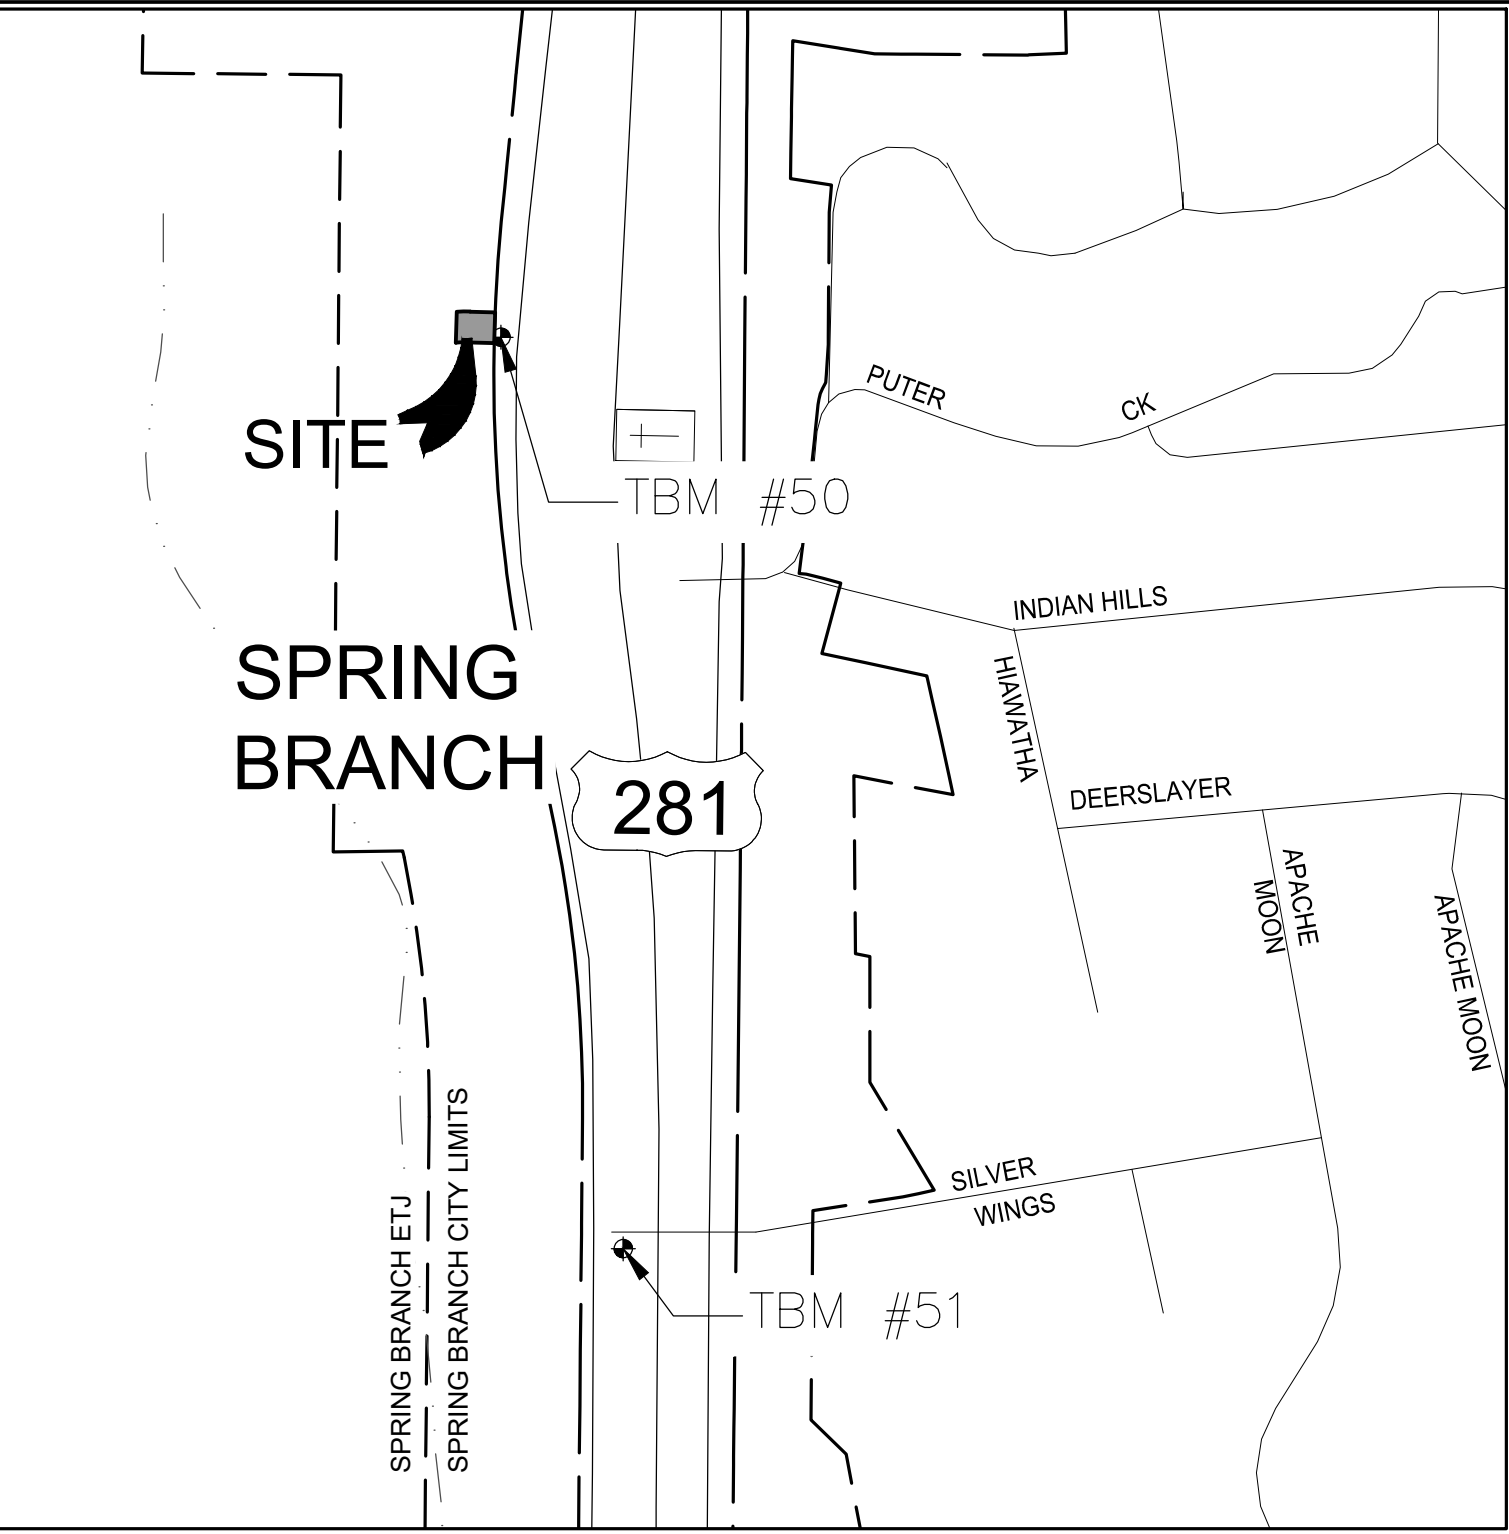 PUTER
CK
SITE
TBM #50
INDIAN HILLS
SPRING
BRANCH
HIAWATHA
281
DEERSLAYER
APACHE
MOON
APACHE MOON
SPRING BRANCH ETJ
SPRING BRANCH CITY LIMITS
SILVER
WINGS
TBM #51